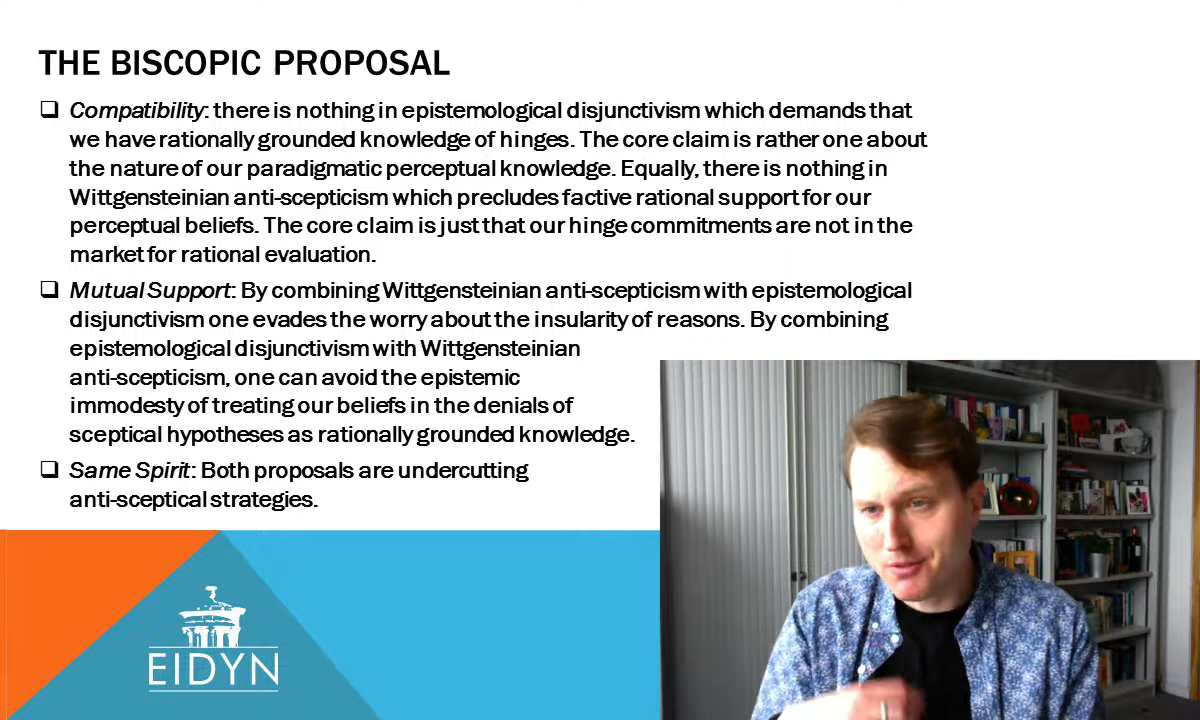 THE BISCOPIC PROPOSAL
❑ Compatibility: there is nothing in epistemological disjunctivism which demands that
we have rationally grounded knowledge of hinges. The core claim is rather one about
the nature of our paradigmatic perceptual knowledge. Equally, there is nothing in
Wittgensteinian anti-scepticism which precludes factive rational support for our
perceptual beliefs. The core claim is just that our hinge commitments are not in the
market for rational evaluation.
❑ Mutual Support: By combining Wittgensteinian anti-scepticism with epistemological
disjunctivism one evades the worry about the insularity of reasons. By combining
epistemological disjunctivism with Wittgensteinian
anti-scepticism, one can avoid the epistemic
immodesty of treating our beliefs in the denials of
sceptical hypotheses as rationally grounded knowledge.
❑ Same Spirit: Both proposals are undercutting
anti-sceptical strategies.
EIDYN